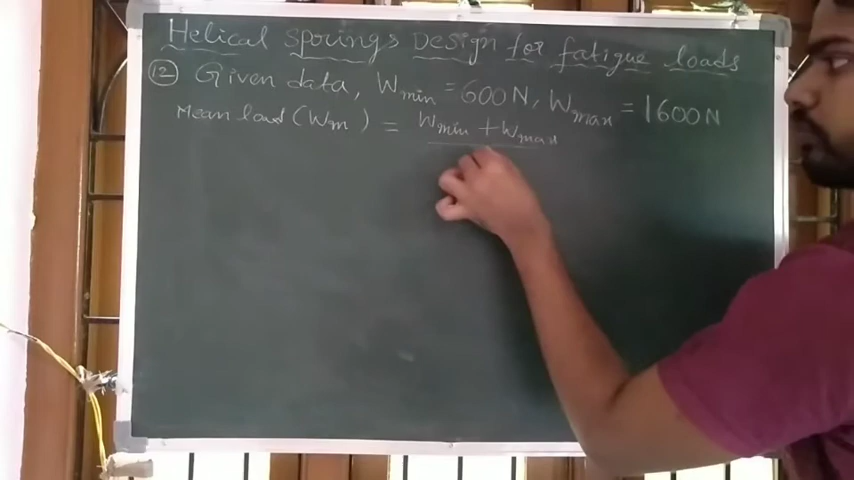 Helical springs Design for fatigue loads
12 Given data, Wmin = 600 N, Wmax = 1600 N
Mean load (Wm) = Wmin + Wmax